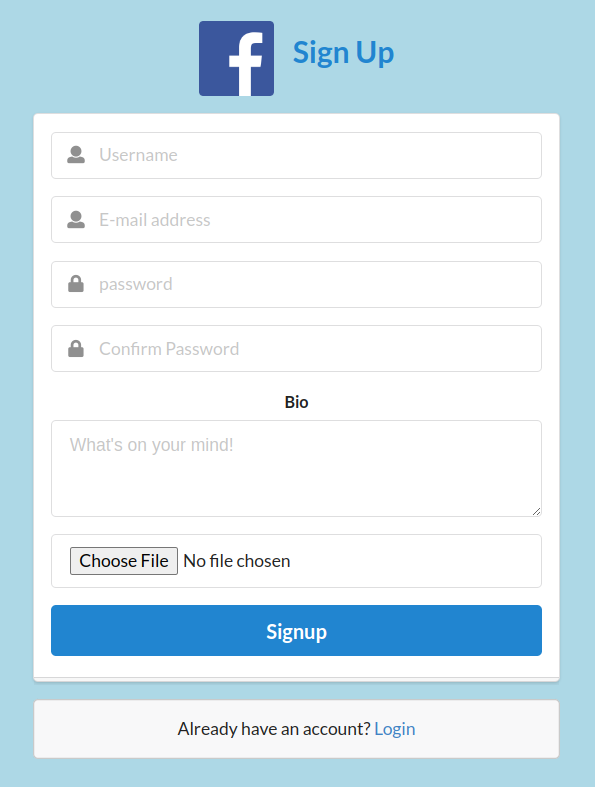 Sign Up
Username
E-mail address
password
Confirm Password
Bio
What's on your mind!
Choose File No file chosen
Signup
Already have an account? Login